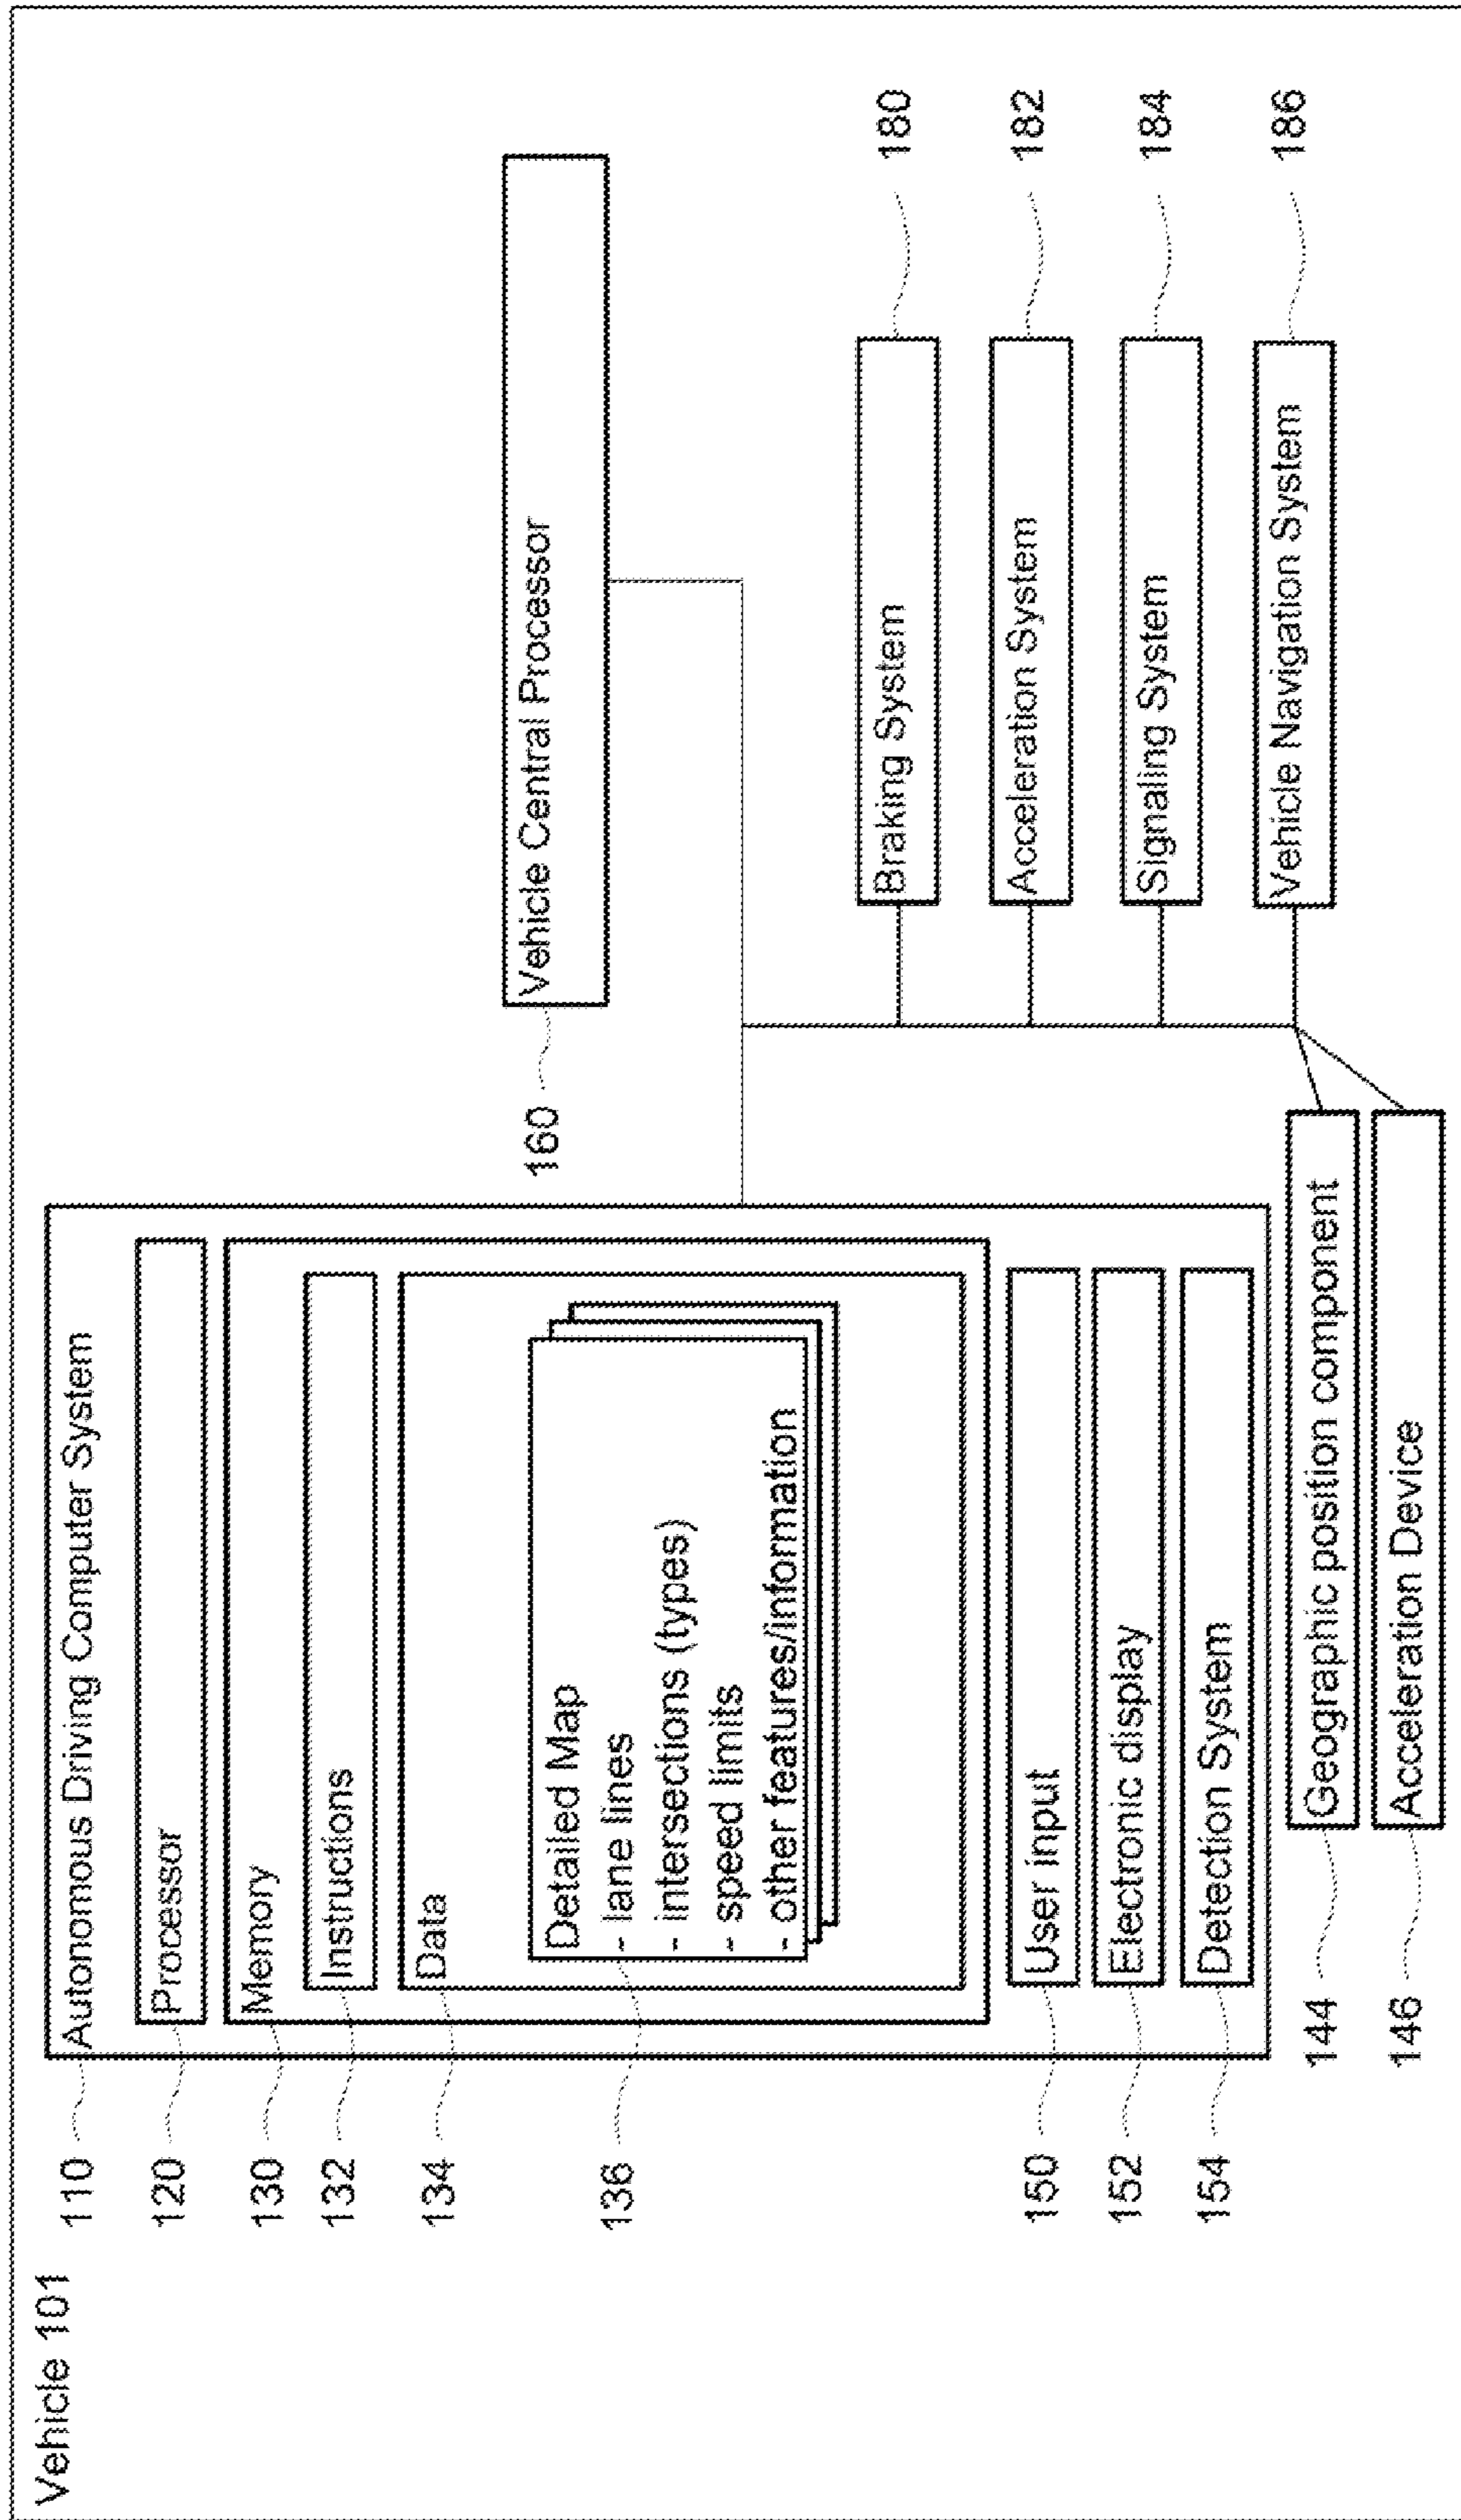 Vehicle 101
110
Autonomous Driving Computer System
120
Processor
130
Memory
132
Instructions
134
Data
136
Detailed Map
- lane lines
- intersections (types)
- speed limits
- other features/information
150
User input
152
Electronic display
154
Detection System
144
Geographic position component
146
Acceleration Device
160
Vehicle Central Processor
Braking System
180
Acceleration System
182
Signaling System
184
Vehicle Navigation System
186